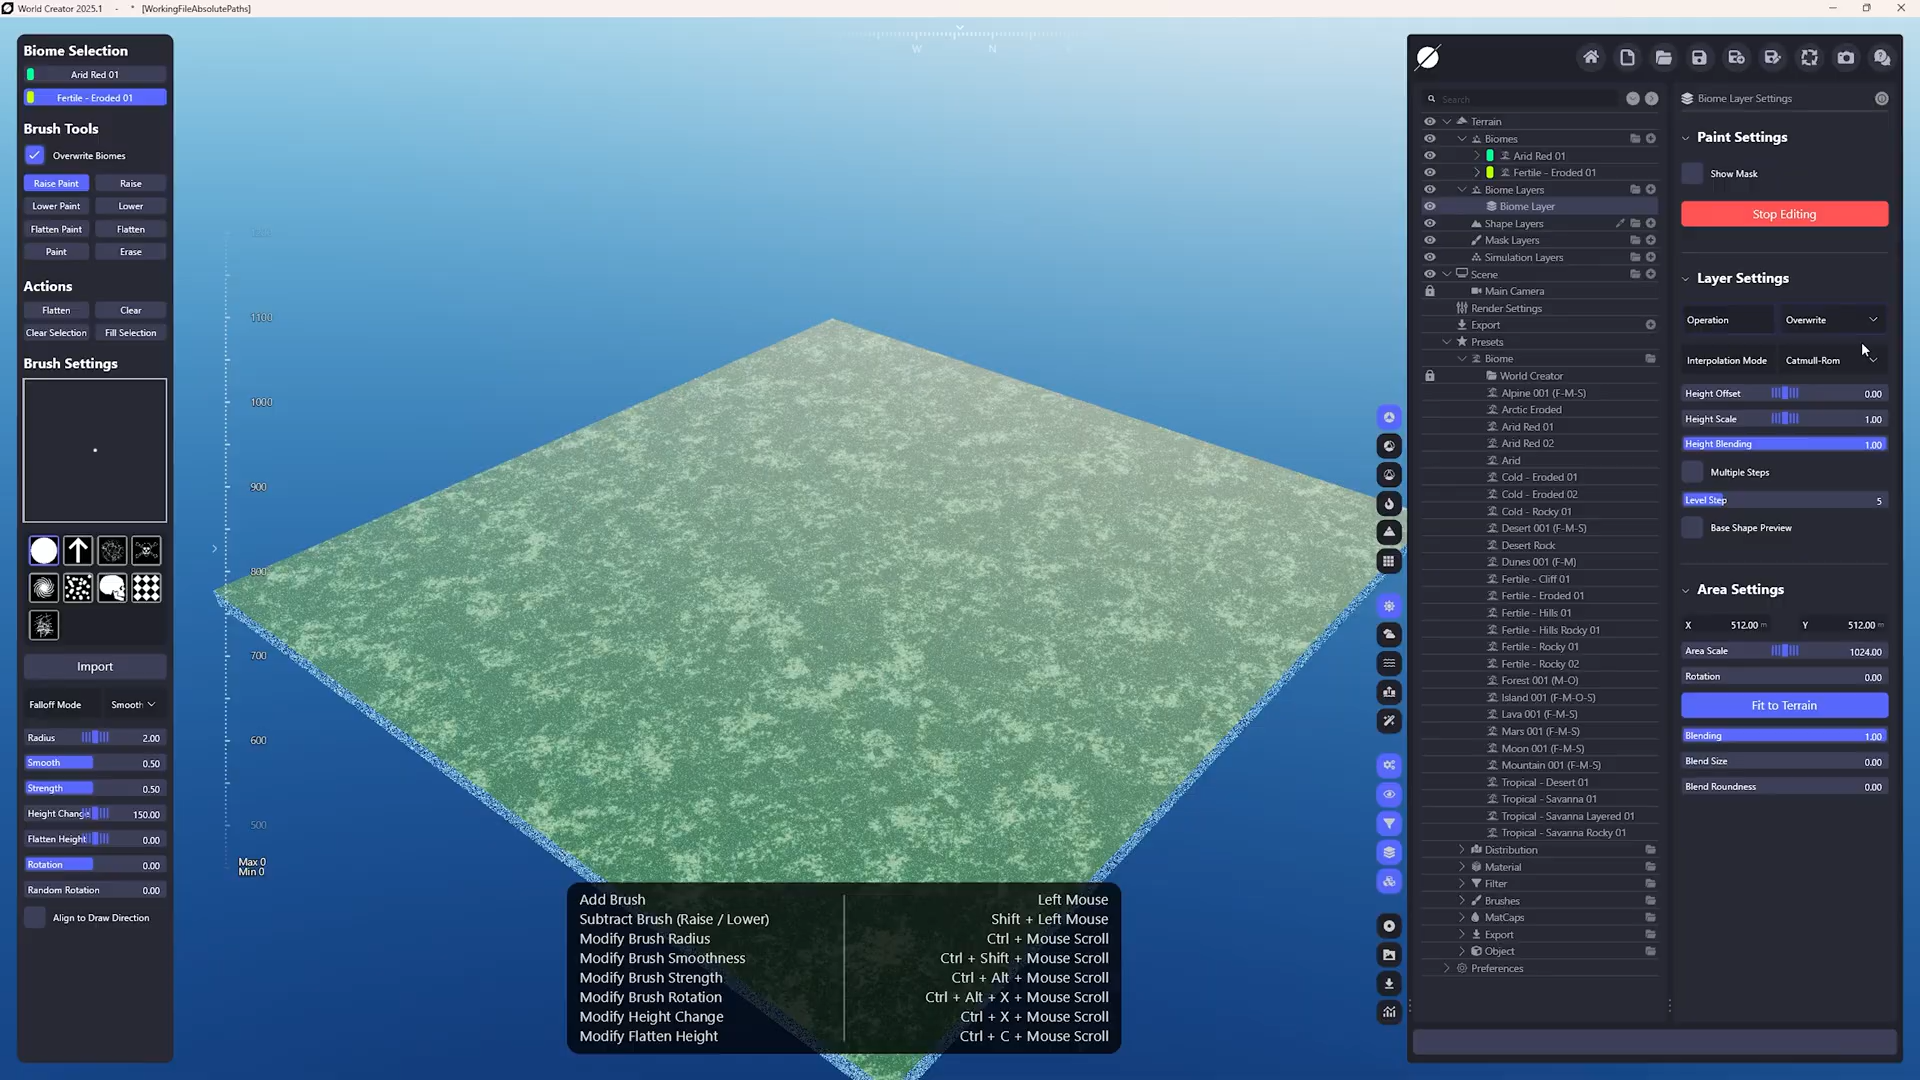 World Creator 2025.1 - * [WorkingFileAbsolutePaths]
Biome Selection
Arid Red 01
Fertile - Eroded 01
Brush Tools
Overwrite Biomes
Raise Paint Raise
Lower Paint Lower
Flatten Paint Flatten
Paint Erase
Actions
Flatten Clear
Clear Selection Fill Selection
Brush Settings
Import
Falloff Mode Smooth
Radius 2.00
Smooth 0.50
Strength 0.50
Height Change 150.00
Flatten Height 0.00
Rotation 0.00
Random Rotation 0.00
Align to Draw Direction
W N
1100
1000
900
800
700
600
500
Max 0
Min 0
Add Brush Left Mouse
Subtract Brush (Raise / Lower) Shift + Left Mouse
Modify Brush Radius Ctrl + Mouse Scroll
Modify Brush Smoothness Ctrl + Shift + Mouse Scroll
Modify Brush Strength Ctrl + Alt + Mouse Scroll
Modify Brush Rotation Ctrl + Alt + X + Mouse Scroll
Modify Height Change Ctrl + X + Mouse Scroll
Modify Flatten Height Ctrl + C + Mouse Scroll
Search
Terrain
Biomes
Arid Red 01
Fertile - Eroded 01
Biome Layers
Biome Layer
Shape Layers
Mask Layers
Simulation Layers
Scene
Main Camera
Render Settings
Export
Presets
Biome
World Creator
Alpine 001 (F-M-S)
Arctic Eroded
Arid Red 01
Arid Red 02
Arid
Cold - Eroded 01
Cold - Eroded 02
Cold - Rocky 01
Desert 001 (F-M-S)
Desert Rock
Dunes 001 (F-M)
Fertile - Cliff 01
Fertile - Eroded 01
Fertile - Hills 01
Fertile - Hills Rocky 01
Fertile - Rocky 01
Fertile - Rocky 02
Forest 001 (M-O)
Island 001 (F-M-O-S)
Lava 001 (F-M-S)
Mars 001 (F-M-S)
Moon 001 (F-M-S)
Mountain 001 (F-M-S)
Tropical - Desert 01
Tropical - Savanna 01
Tropical - Savanna Layered 01
Tropical - Savanna Rocky 01
Distribution
Material
Filter
Brushes
MatCaps
Export
Object
Preferences
Biome Layer Settings
Paint Settings
Show Mask
Stop Editing
Layer Settings
Operation Overwrite
Interpolation Mode Catmull-Rom
Height Offset 0.00
Height Scale 1.00
Height Blending 1.00
Multiple Steps
Level Step 5
Base Shape Preview
Area Settings
X 512.00 m Y 512.00 m
Area Scale 1024.00
Rotation 0.00
Fit to Terrain
Blending 1.00
Blend Size 0.00
Blend Roundness 0.00